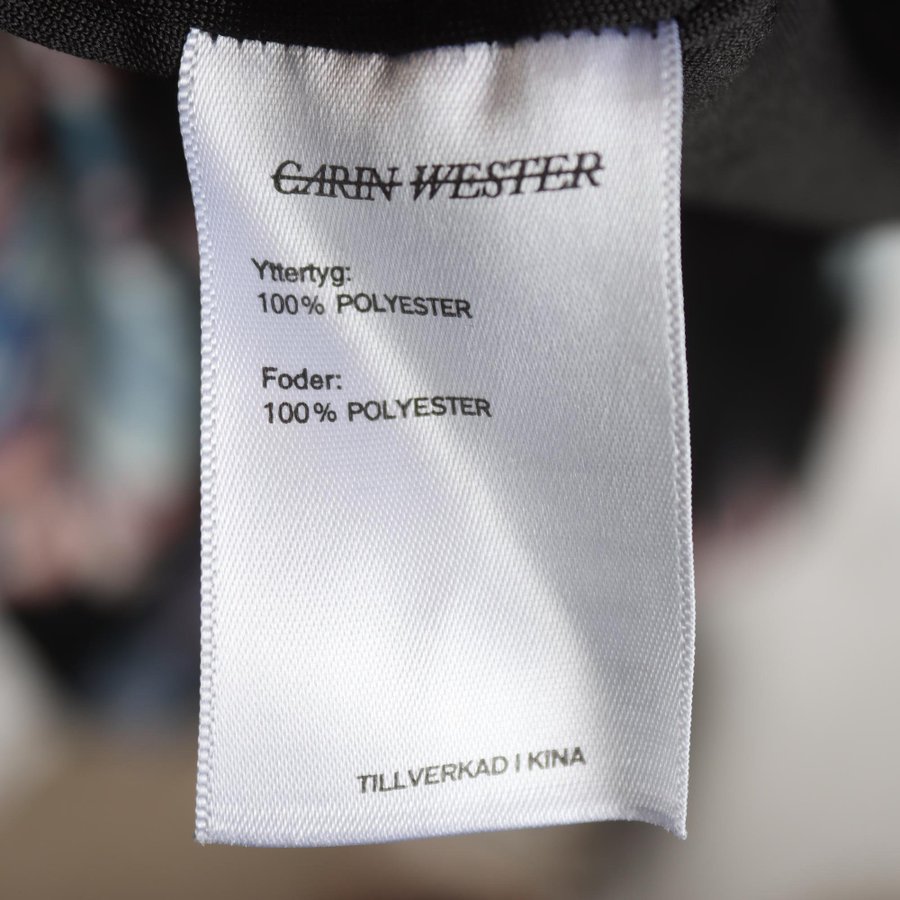 CARIN WESTER
Yttertyg:
100% POLYESTER
Foder:
100% POLYESTER
TILLVERKAD I KINA